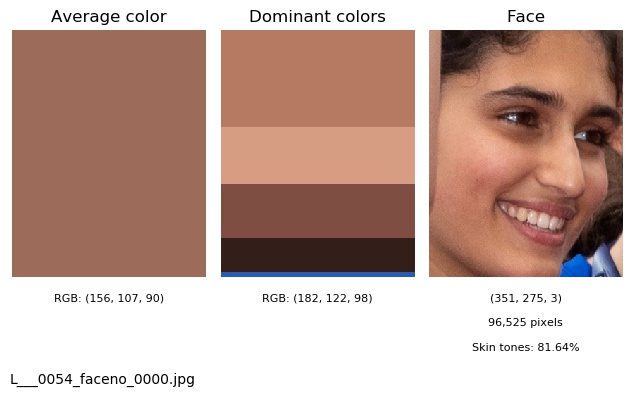 Average color
Dominant colors
Face
RGB: (156, 107, 90)
RGB: (182, 122, 98)
(351, 275, 3)
96,525 pixels
Skin tones: 81.64%
L___0054_faceno_0000.jpg